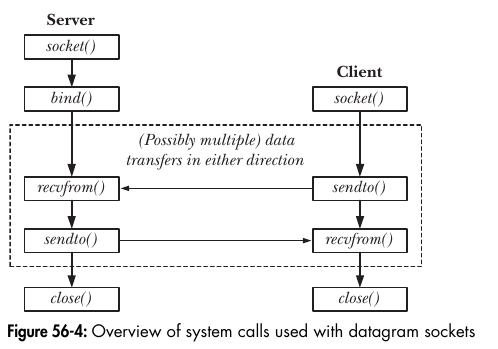 Server
socket()
bind()
Client
socket()
(Possibly multiple) data
transfers in either direction
recvfrom()
sendto()
sendto()
recvfrom()
close()
close()
Figure 56-4: Overview of system calls used with datagram sockets